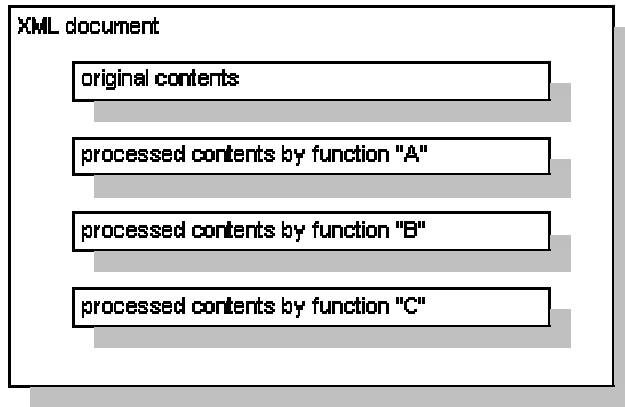 XML document
original contents
processed contents by function "A"
processed contents by function "B"
processed contents by function "C"